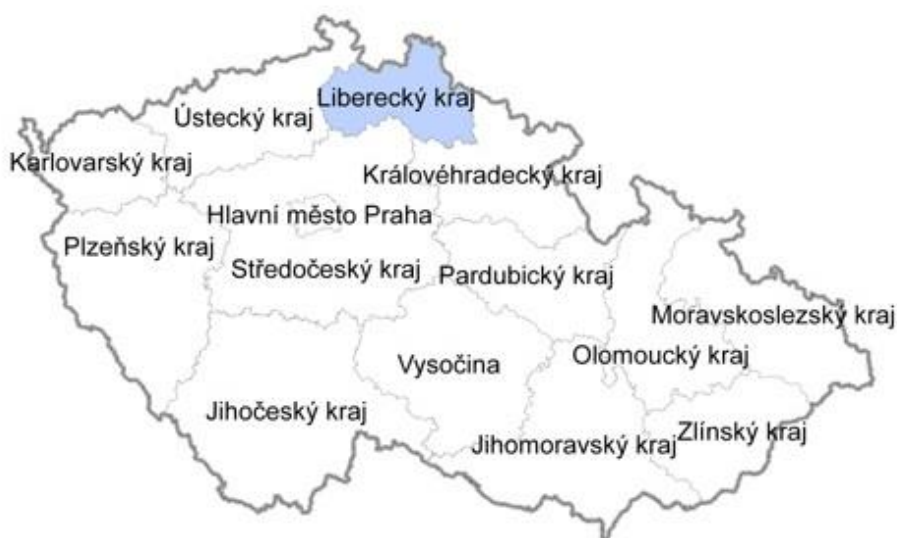 Liberecký kraj
Ústecký kraj
Karlovarský kraj
Královéhradecký kraj
Hlavní město Praha
Plzeňský kraj
Středočeský kraj
Pardubický kraj
Moravskoslezský kraj
Olomoucký kraj
Vysočina
Jihočeský kraj
Jihomoravský kraj
Zlínský kraj